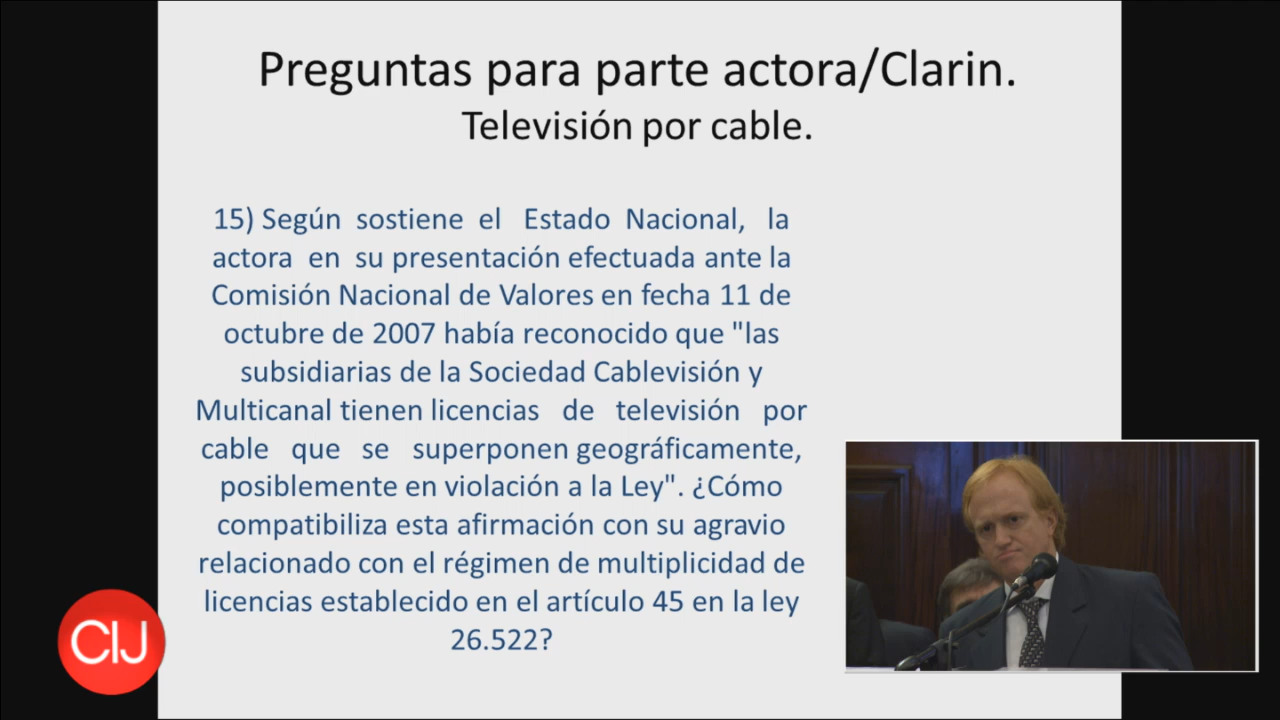 Preguntas para parte actora/Clarin.
Televisión por cable.
15) Según sostiene el Estado Nacional, la
actora en su presentación efectuada ante la
Comisión Nacional de Valores en fecha 11 de
octubre de 2007 había reconocido que "las
subsidiarias de la Sociedad Cablevisión y
Multicanal tienen licencias de televisión por
cable que se superponen geográficamente,
posiblemente en violación a la Ley". ¿Cómo
compatibiliza esta afirmación con su agravio
relacionado con el régimen de multiplicidad de
licencias establecido en el artículo 45 en la ley
26.522?
CIJ